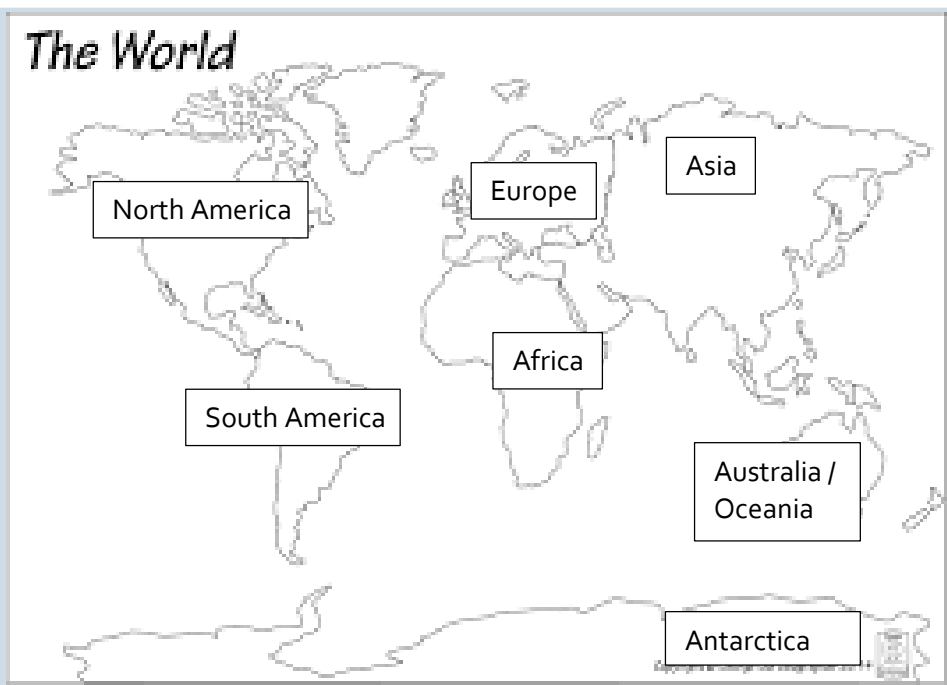 The World
North America
Europe
Asia
Africa
South America
Australia /
Oceania
Antarctica